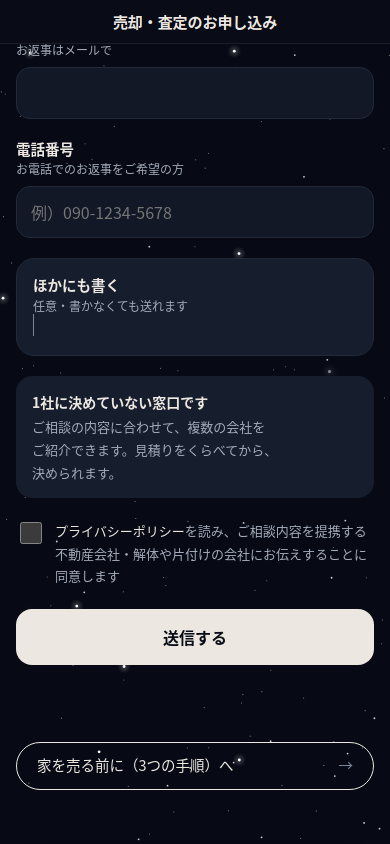 売却・査定のお申し込み
お返事はメールで
電話番号
お電話でのお返事をご希望の方
例）090-1234-5678
ほかにも書く
任意・書かなくても送れます
1社に決めていない窓口です
ご相談の内容に合わせて、複数の会社を
ご紹介できます。見積りをくらべてから、
決められます。
プライバシーポリシーを読み、ご相談内容を提携する
不動産会社・解体や片付けの会社にお伝えすることに
同意します
送信する
家を売る前に（3つの手順）へ →